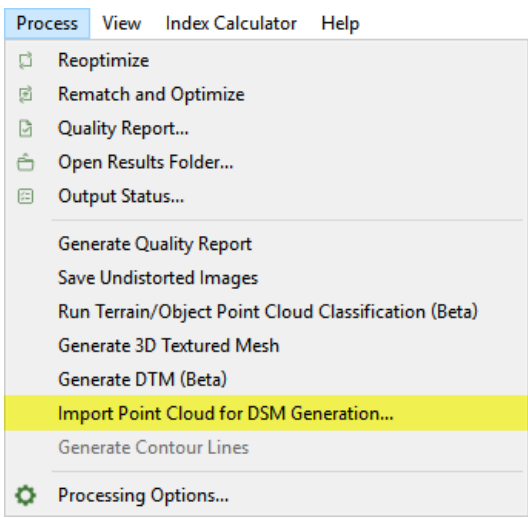 Process View Index Calculator Help
Reoptimize
Rematch and Optimize
Quality Report...
Open Results Folder...
Output Status...
Generate Quality Report
Save Undistorted Images
Run Terrain/Object Point Cloud Classification (Beta)
Generate 3D Textured Mesh
Generate DTM (Beta)
Import Point Cloud for DSM Generation...
Generate Contour Lines
Processing Options...